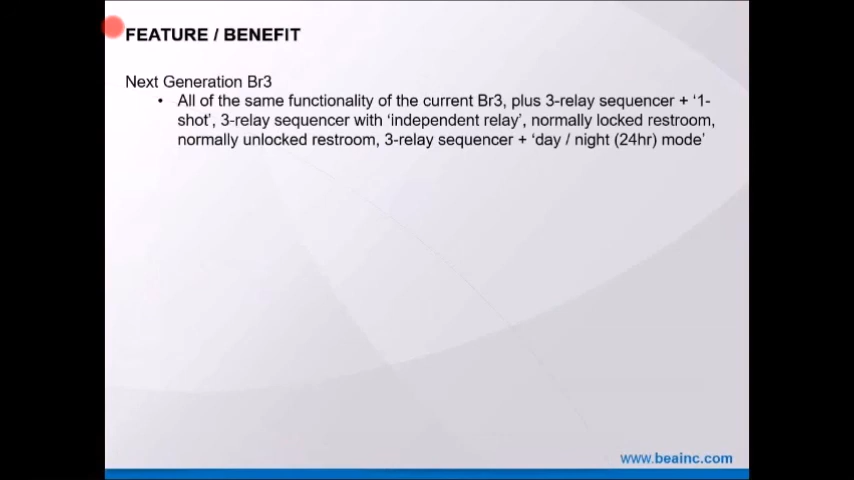 FEATURE / BENEFIT
Next Generation Br3
• All of the same functionality of the current Br3, plus 3-relay sequencer + ‘1-
shot’, 3-relay sequencer with ‘independent relay’, normally locked restroom,
normally unlocked restroom, 3-relay sequencer + ‘day / night (24hr) mode’
www.beainc.com